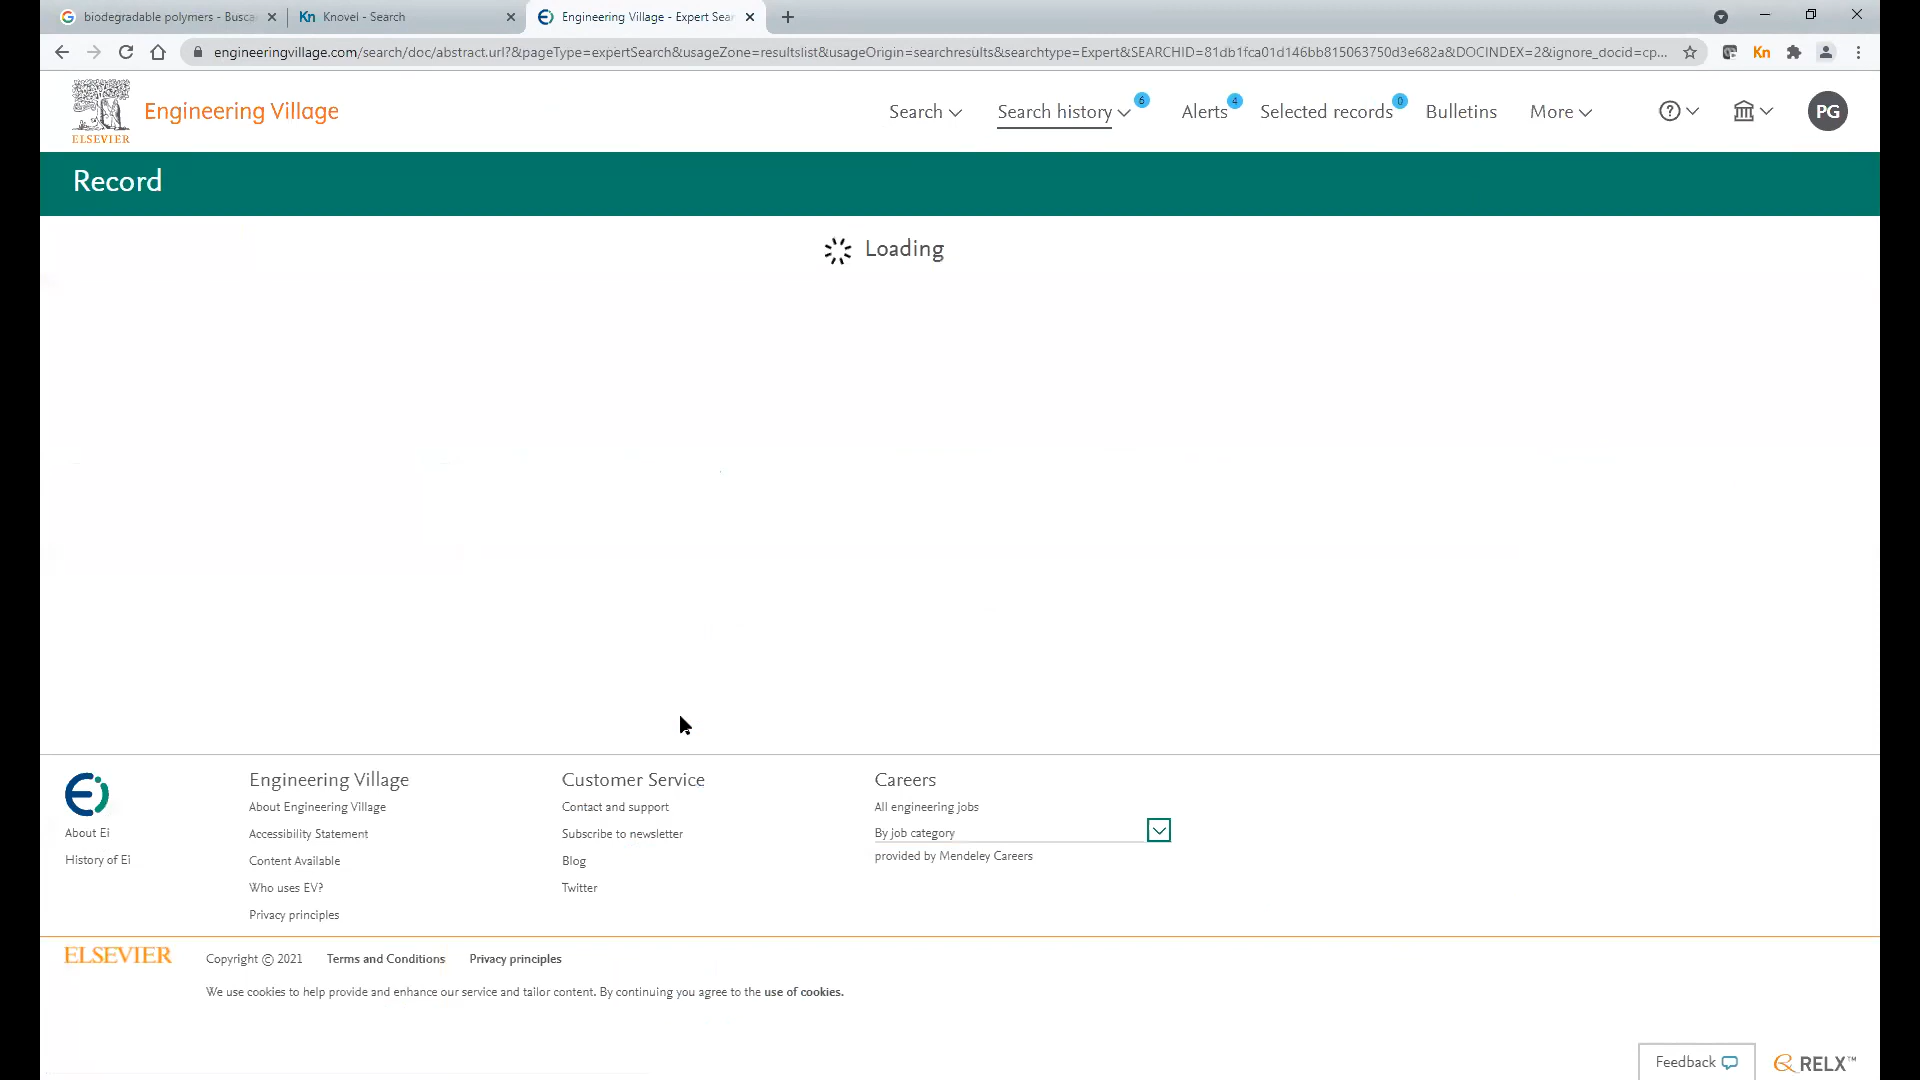 biodegradable polymers - Busca
Knovel - Search
Engineering Village - Expert Sear
engineeringvillage.com/search/doc/abstract.url?&pageType=expertSearch&usageZone=resultslist&usageOrigin=searchresults&searchtype=Expert&SEARCHID=81db1fca01d146bb815063750d3e682a&DOCINDEX=2&ignore_docid=cp...
Kn
ELSEVIER
Engineering Village
Search
Search history 6
Alerts 4
Selected records 0
Bulletins
More
PG
Record
Loading
About Ei
History of Ei
Engineering Village
About Engineering Village
Accessibility Statement
Content Available
Who uses EV?
Privacy principles
Customer Service
Contact and support
Subscribe to newsletter
Blog
Twitter
Careers
All engineering jobs
By job category
provided by Mendeley Careers
ELSEVIER
Copyright © 2021 Terms and Conditions Privacy principles
We use cookies to help provide and enhance our service and tailor content. By continuing you agree to the use of cookies.
Feedback
RELX™